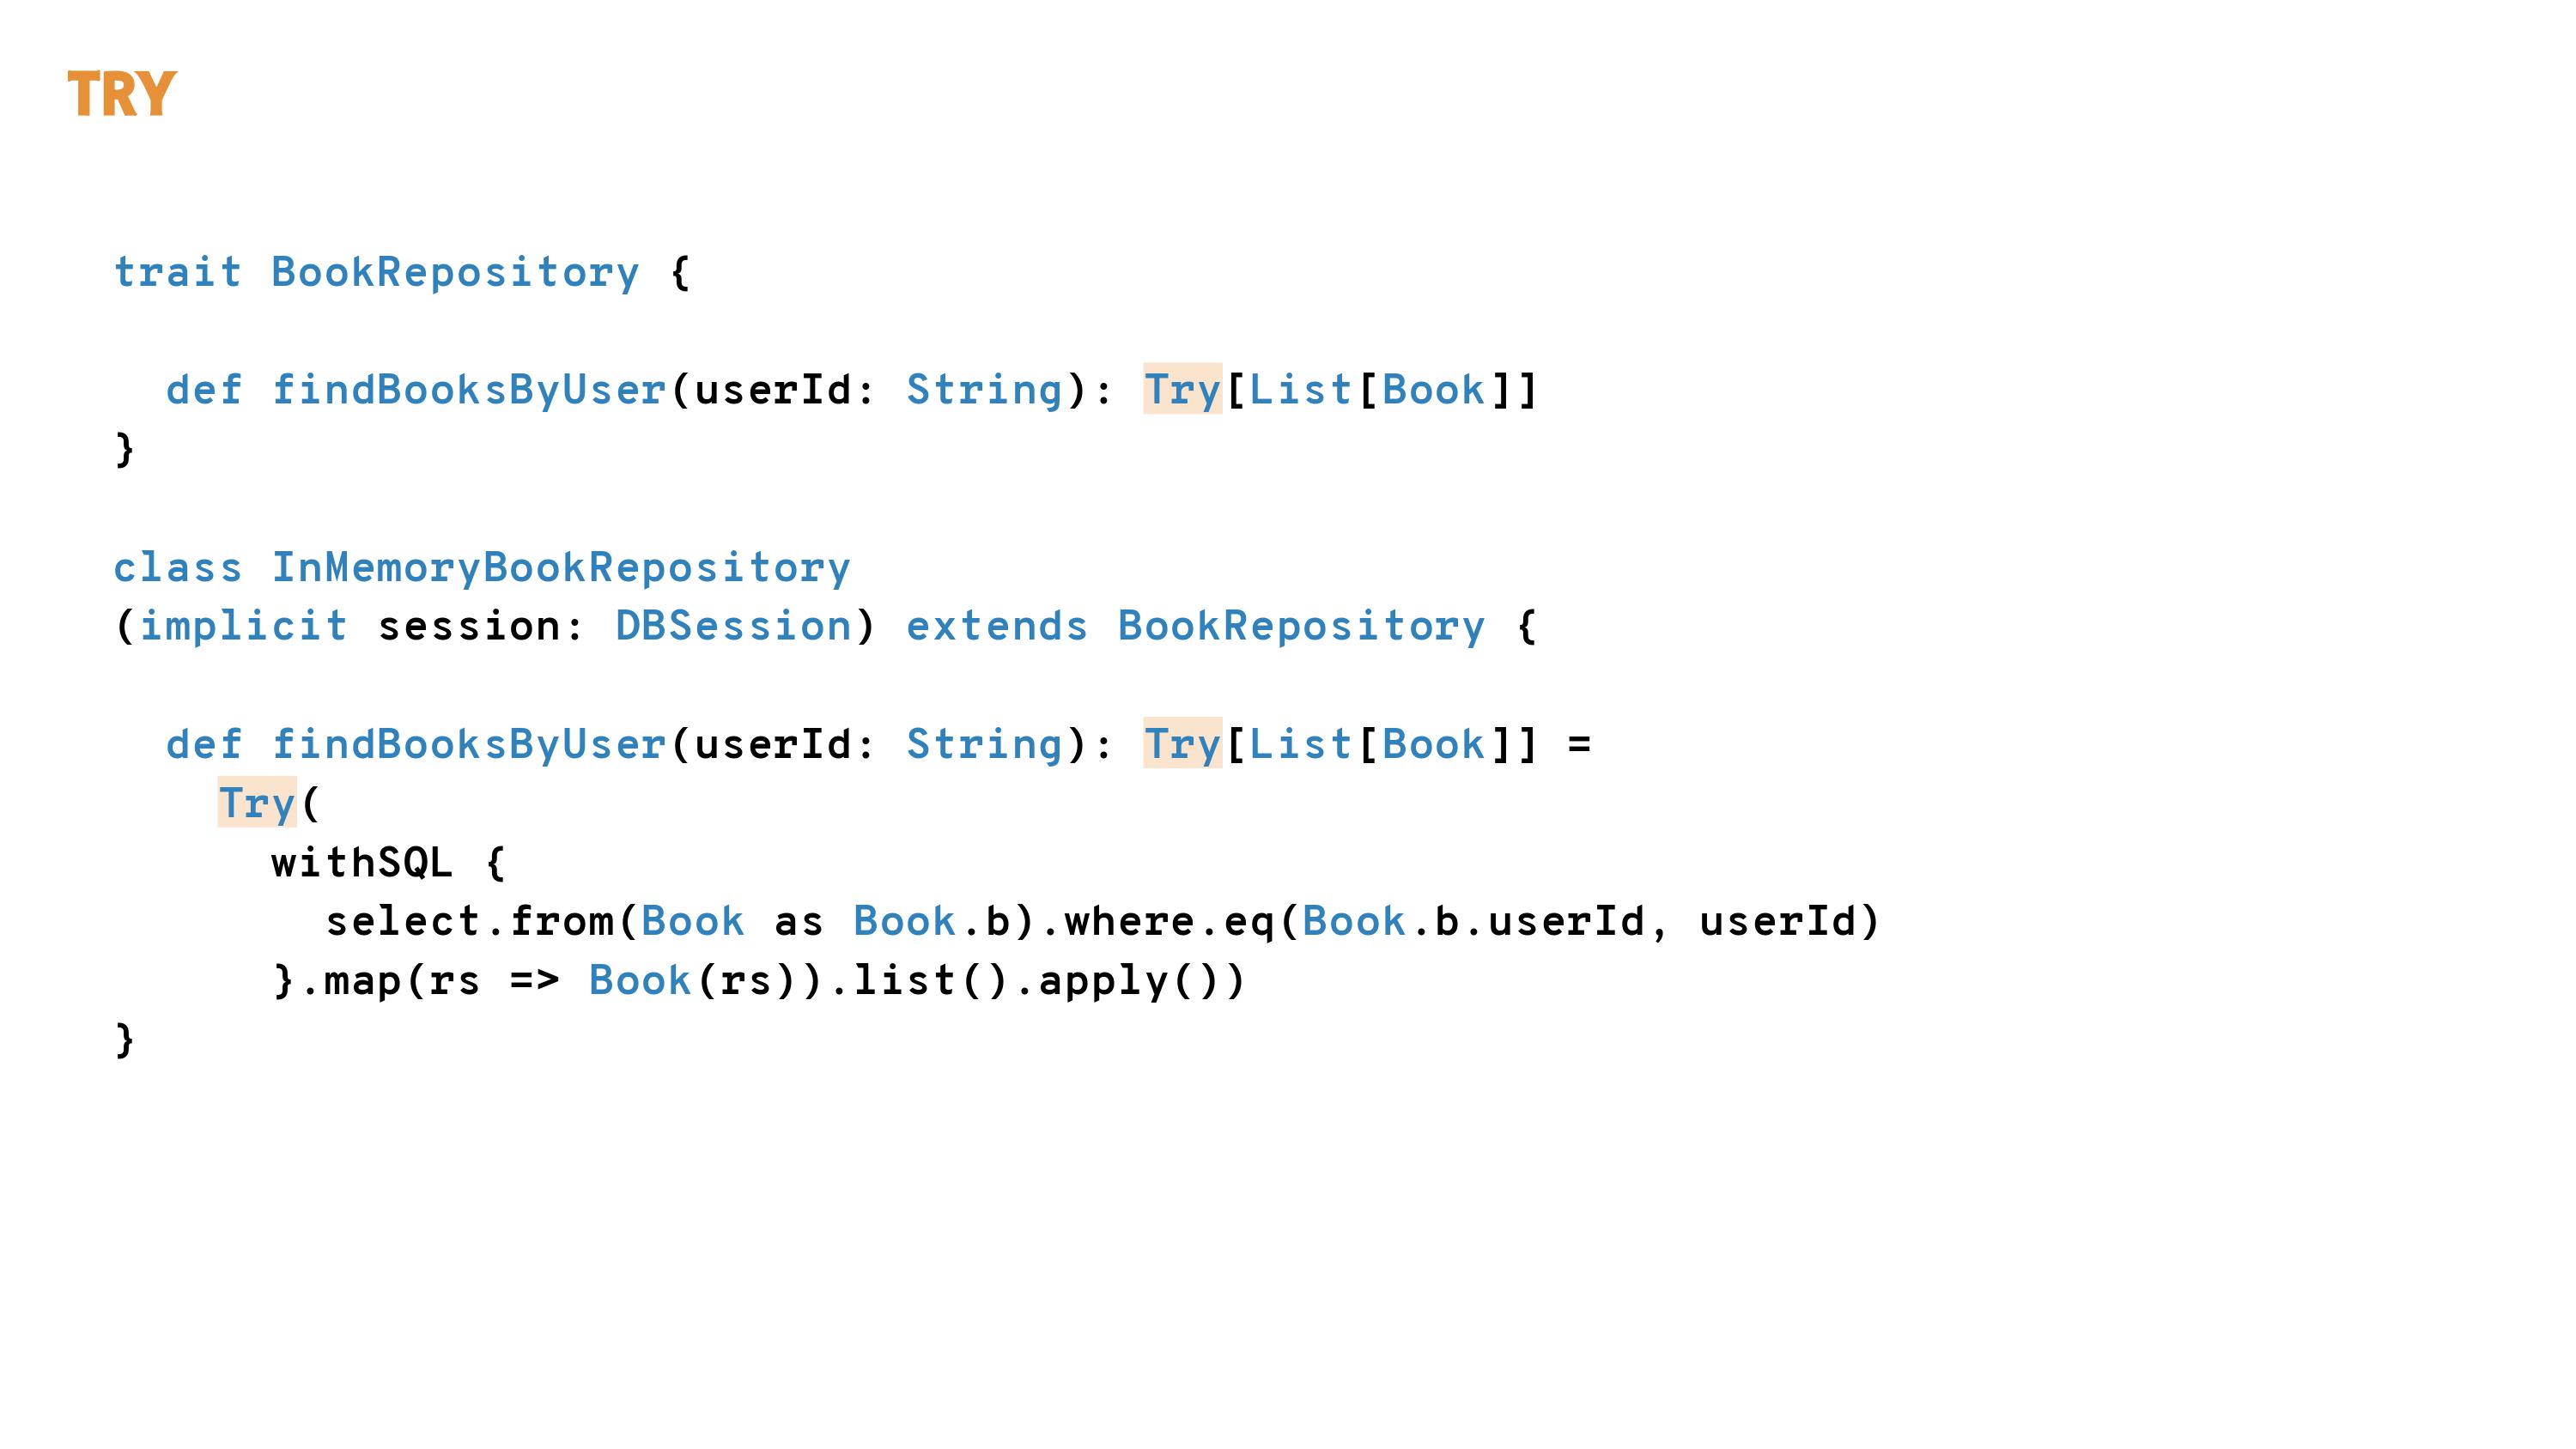 TRY
trait BookRepository {
  def findBooksByUser(userId: String): Try[List[Book]]
}
class InMemoryBookRepository
(implicit session: DBSession) extends BookRepository {
  def findBooksByUser(userId: String): Try[List[Book]] =
    Try(
      withSQL {
        select.from(Book as Book.b).where.eq(Book.b.userId, userId)
      }.map(rs => Book(rs)).list().apply())
}